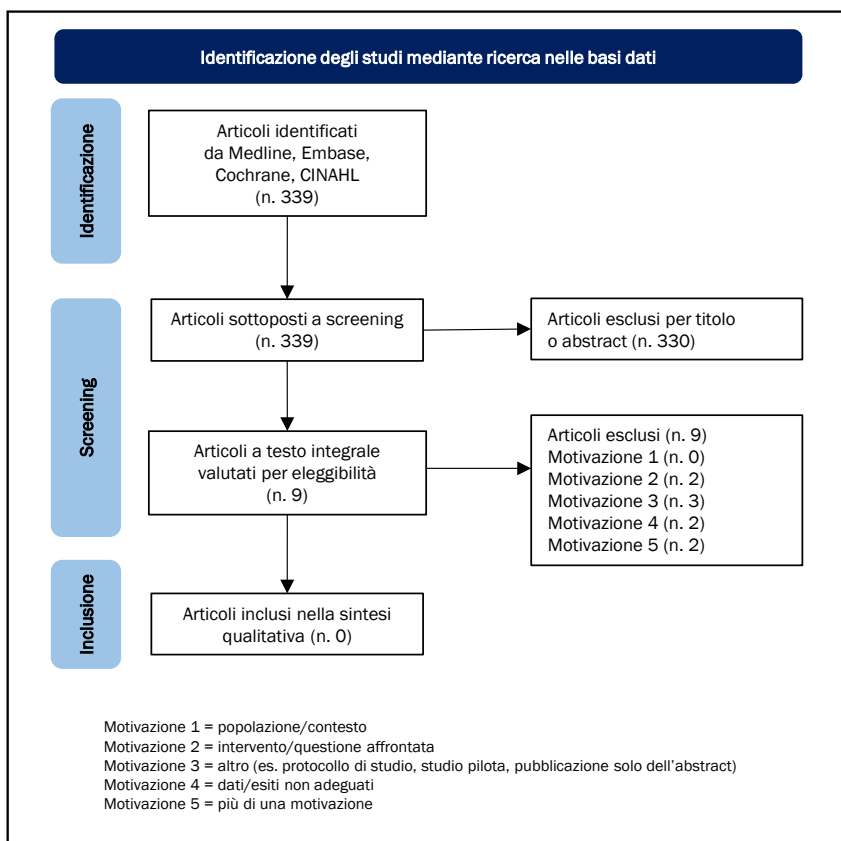 Identificazione degli studi mediante ricerca nelle basi dati
Identificazione
Articoli identificati
da Medline, Embase,
Cochrane, CINAHL
(n. 339)
Screening
Articoli sottoposti a screening
(n. 339)
Articoli esclusi per titolo
o abstract (n. 330)
Articoli a testo integrale
valutati per eleggibilità
(n. 9)
Articoli esclusi (n. 9)
Motivazione 1 (n. 0)
Motivazione 2 (n. 2)
Motivazione 3 (n. 3)
Motivazione 4 (n. 2)
Motivazione 5 (n. 2)
Inclusione
Articoli inclusi nella sintesi
qualitativa (n. 0)
Motivazione 1 = popolazione/contesto
Motivazione 2 = intervento/questione affrontata
Motivazione 3 = altro (es. protocollo di studio, studio pilota, pubblicazione solo dell'abstract)
Motivazione 4 = dati/esiti non adeguati
Motivazione 5 = più di una motivazione